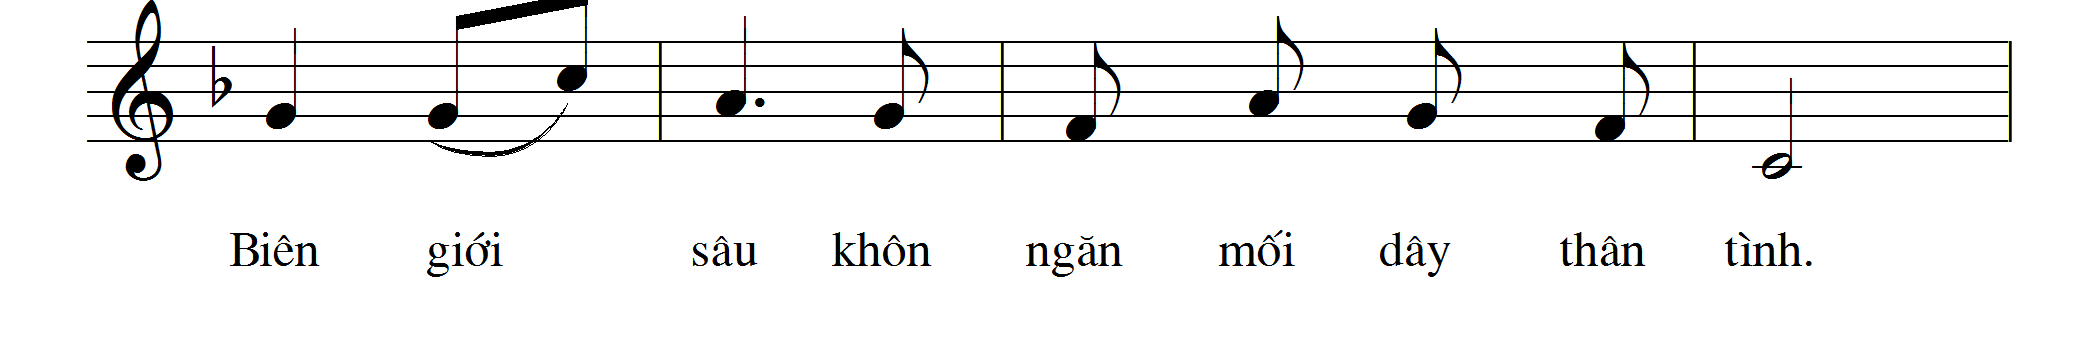 Biên giới sâu khôn ngăn mối dây thân tình.